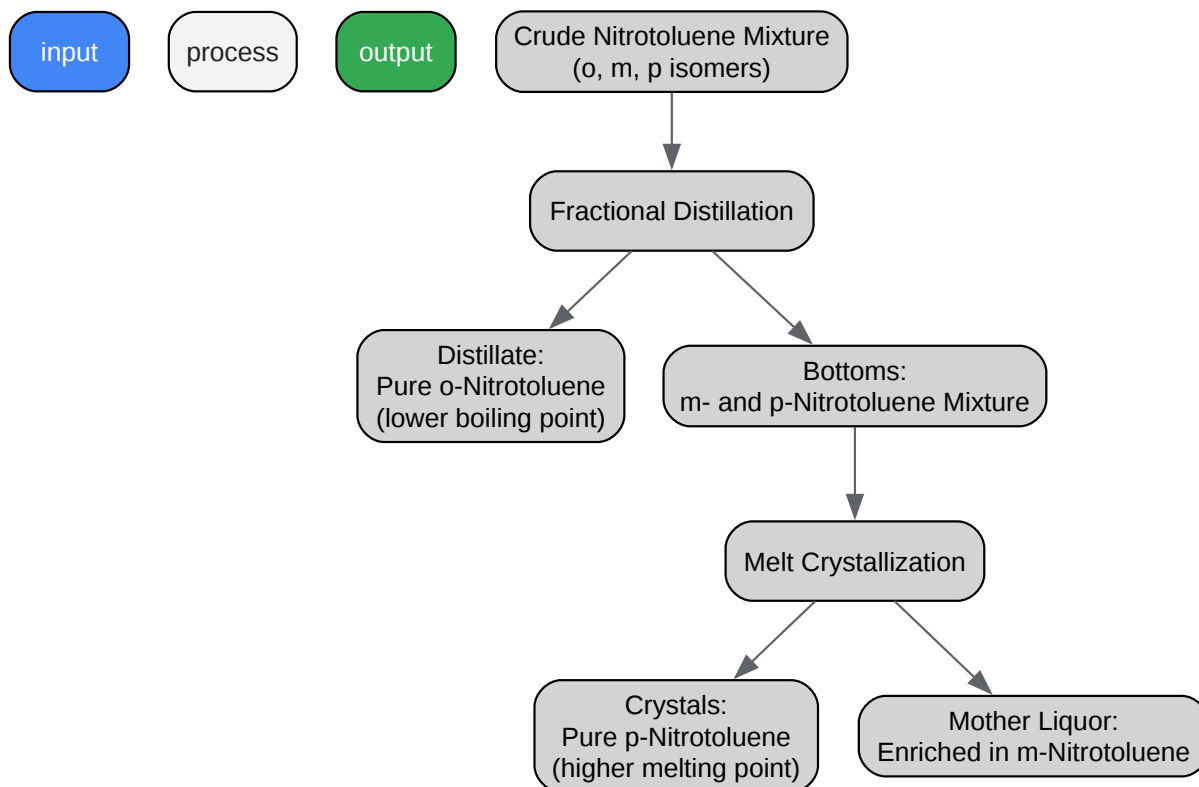 input
process
output
Crude Nitrotoluene Mixture
(o, m, p isomers)
Fractional Distillation
Distillate:
Pure o-Nitrotoluene
(lower boiling point)
Bottoms:
m- and p-Nitrotoluene Mixture
Melt Crystallization
Crystals:
Pure p-Nitrotoluene
(higher melting point)
Mother Liquor:
Enriched in m-Nitrotoluene